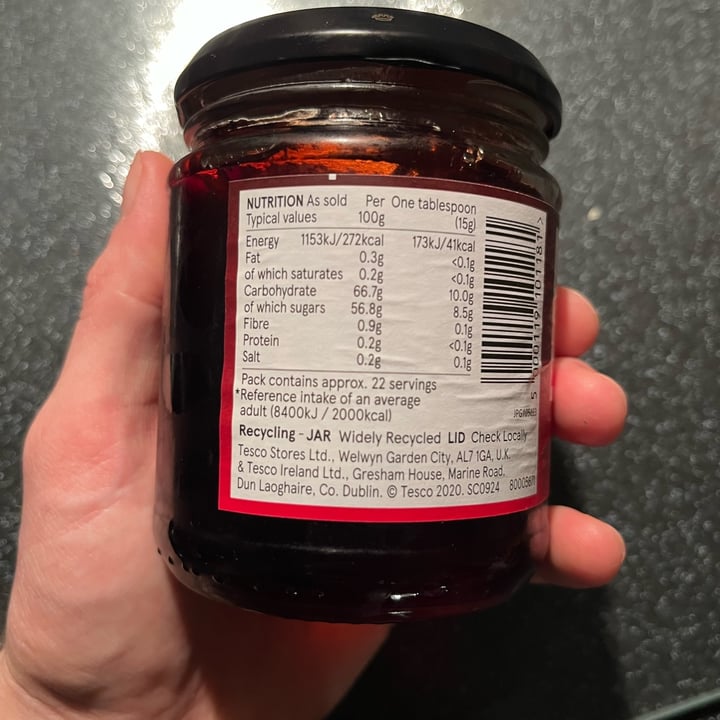 NUTRITION As sold Per One tablespoon
Typical values 100g (15g)
Energy 1153kJ/272kcal 173kJ/41kcal
Fat 0.3g <0.1g
of which saturates 0.2g <0.1g
Carbohydrate 66.7g 10.0g
of which sugars 56.8g 8.5g
Fibre 0.9g 0.1g
Protein 0.2g <0.1g
Salt 0.2g 0.1g
Pack contains approx. 22 servings
*Reference intake of an average
adult (8400kJ / 2000kcal)
Recycling - JAR Widely Recycled LID Check Locally
Tesco Stores Ltd., Welwyn Garden City, AL7 1GA, U.K.
& Tesco Ireland Ltd., Gresham House, Marine Road,
Dun Laoghaire, Co. Dublin. © Tesco 2020. SC0924
5 000119 101181 >